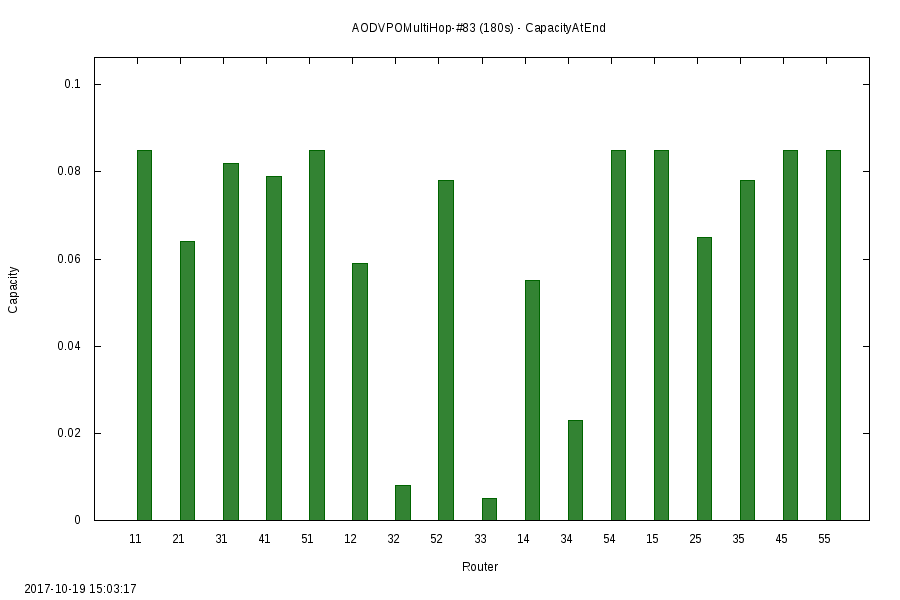 AODVPOMultiHop-#83 (180s) - CapacityAtEnd
0.1
0.08
0.06
0.04
0.02
0
Capacity
11 21 31 41 51 12 32 52 33 14 34 54 15 25 35 45 55
Router
2017-10-19 15:03:17